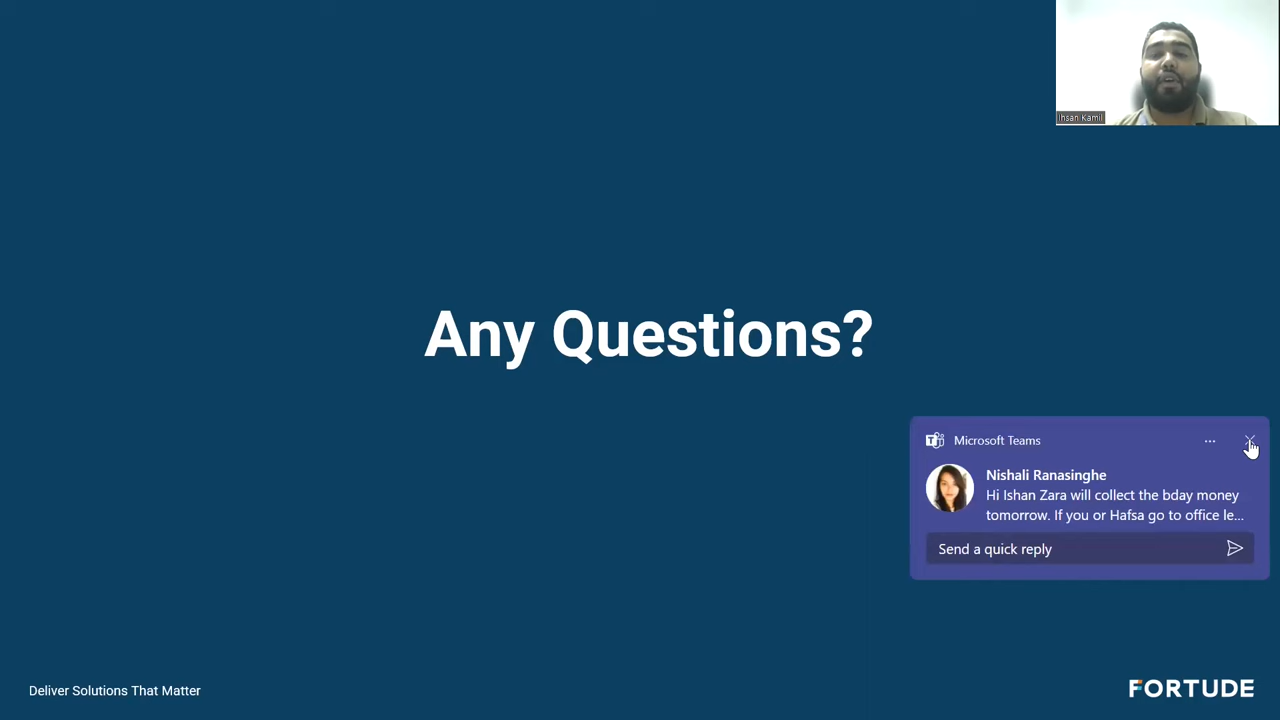 Ihsan Kamil
Any Questions?
Microsoft Teams
Nishali Ranasinghe
Hi Ishan Zara will collect the bday money
tomorrow. If you or Hafsa go to office le...
Send a quick reply
Deliver Solutions That Matter
FORTUDE